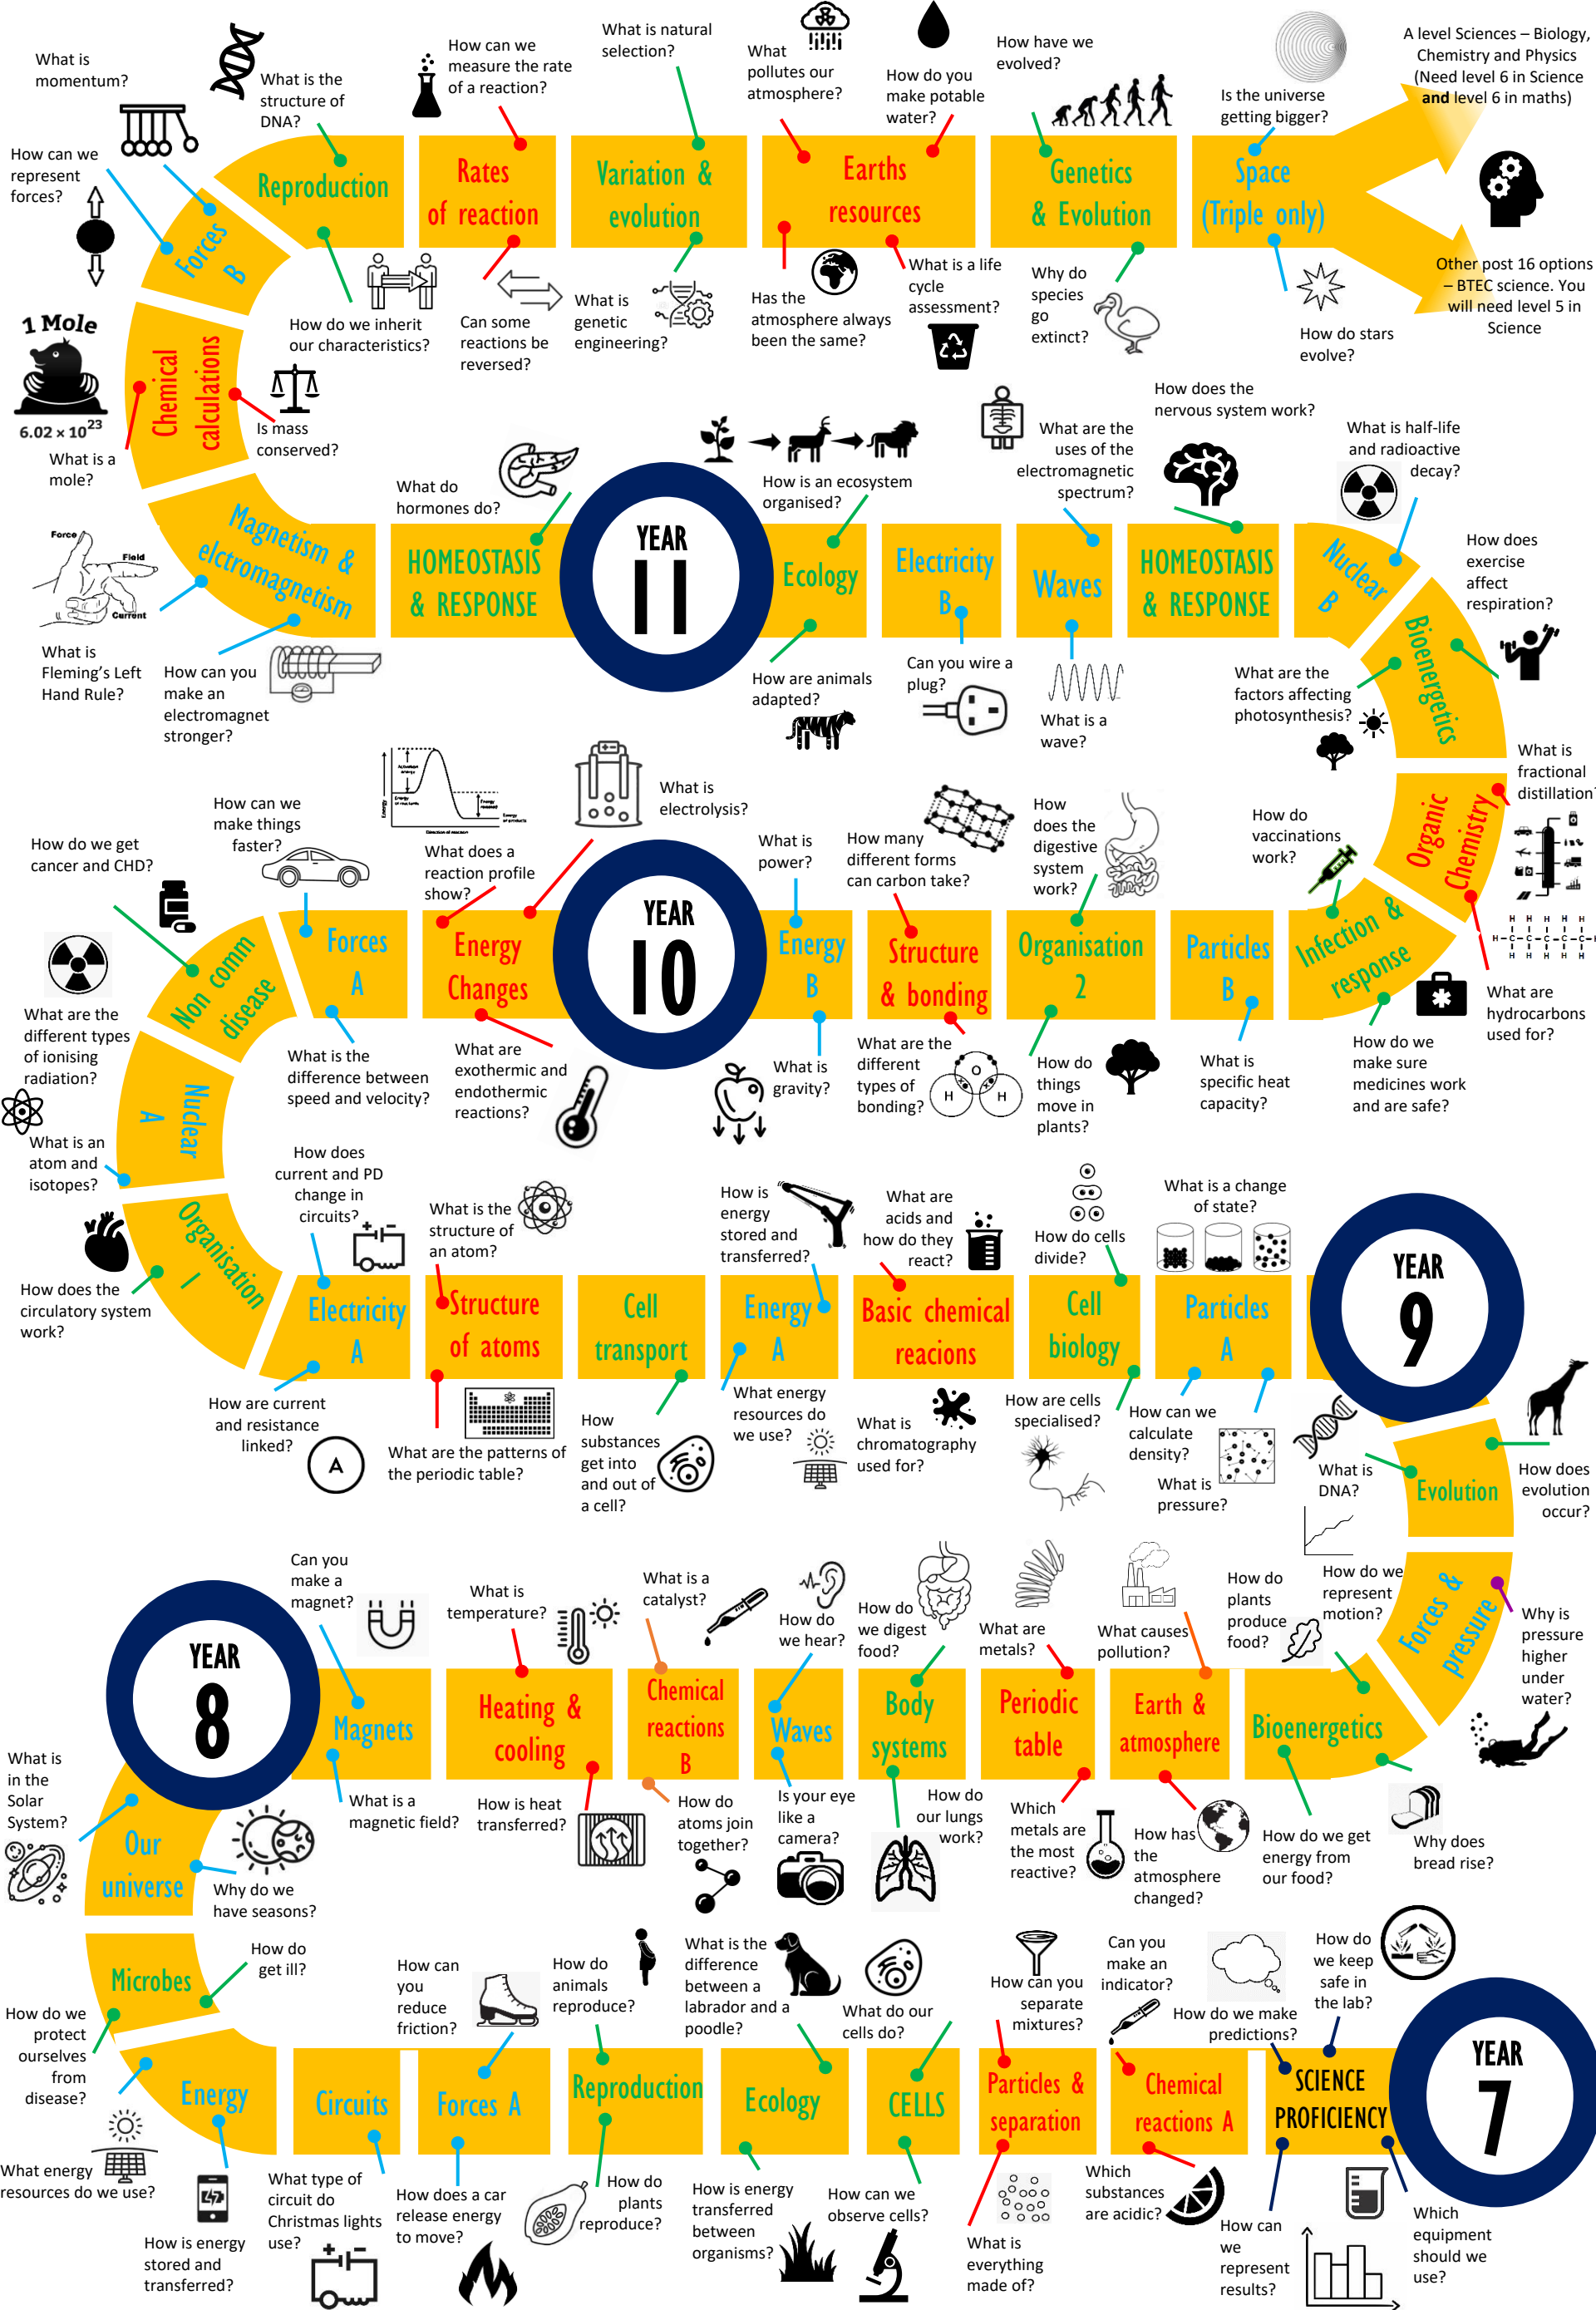 What is
momentum?
What is the
structure of
DNA?
How can we
measure the rate
of a reaction?
What is natural
selection?
What
pollutes our
atmosphere?
How do you
make potable
water?
How have we
evolved?
Is the universe
getting bigger?
A level Sciences – Biology,
Chemistry and Physics
(Need level 6 in Science
and level 6 in maths)
How can we
represent
forces?
Forces
B
Reproduction
Rates
of reaction
Variation &
evolution
Earths
resources
Genetics
& Evolution
Space
(Triple only)
How do we inherit
our characteristics?
Can some
reactions be
reversed?
What is
genetic
engineering?
Has the
atmosphere always
been the same?
What is a life
cycle
assessment?
Why do
species
go
extinct?
How do stars
evolve?
Other post 16 options
– BTEC science. You
will need level 5 in
Science
1 Mole
6.02 × 10²³
What is a
mole?
Chemical
calculations
Is mass
conserved?
What do
hormones do?
How is an ecosystem
organised?
What are the
uses of the
electromagnetic
spectrum?
How does the
nervous system work?
What is half-life
and radioactive
decay?
Force
Field
Current
Magnetism &
elctromagnetism
HOMEOSTASIS
& RESPONSE
YEAR
11
Ecology
Electricity
B
Waves
HOMEOSTASIS
& RESPONSE
Nuclear
B
How does
exercise
affect
respiration?
Bioenergetics
What is
Fleming's Left
Hand Rule?
How can you
make an
electromagnet
stronger?
How are animals
adapted?
Can you wire a
plug?
What is a
wave?
What are the
factors affecting
photosynthesis?
What is
fractional
distillation?
Organic
Chemistry
How do we get
cancer and CHD?
How can we
make things
faster?
Energy
Activation
energy
Direction of reaction
What does a
reaction profile
show?
What is
electrolysis?
What is
power?
How many
different forms
can carbon take?
How
does the
digestive
system
work?
How do
vaccinations
work?
H H H H H
H-C-C-C-C-C-H
H H H H H
Non comm
disease
Forces
A
Energy
Changes
YEAR
10
Energy
B
Structure
& bonding
Organisation
2
Particles
B
Infection &
response
What are
hydrocarbons
used for?
What are the
different types
of ionising
radiation?
What is the
difference between
speed and velocity?
What are
exothermic and
endothermic
reactions?
What is
gravity?
What are the
different
types of
bonding?
O
H
H
How do
things
move in
plants?
What is
specific heat
capacity?
How do we
make sure
medicines work
and are safe?
Nuclear
A
What is an
atom and
isotopes?
How does
current and PD
change in
circuits?
What is the
structure of
an atom?
How is
energy
stored and
transferred?
What are
acids and
how do they
react?
How do cells
divide?
What is a change
of state?
How does the
circulatory system
work?
Organisation
1
Electricity
A
Structure
of atoms
Cell
transport
Energy
A
Basic chemical
reacions
Cell
biology
Particles
A
YEAR
9
How are current
and resistance
linked?
A
What are the patterns of
the periodic table?
How
substances
get into
and out of
a cell?
What energy
resources do
we use?
What is
chromatography
used for?
How are cells
specialised?
How can we
calculate
density?
What is
pressure?
What is
DNA?
Evolution
How does
evolution
occur?
Can you
make a
magnet?
What is
temperature?
What is a
catalyst?
How do
we hear?
How do
we digest
food?
What are
metals?
What causes
pollution?
How do
plants
produce
food?
How do we
represent
motion?
Forces &
pressure
Why is
pressure
higher
under
water?
YEAR
8
Magnets
Heating &
cooling
Chemical
reactions
B
Waves
Body
systems
Periodic
table
Earth &
atmosphere
Bioenergetics
What is
in the
Solar
System?
What is a
magnetic field?
How is heat
transferred?
How do
atoms join
together?
Is your eye
like a
camera?
How do
our lungs
work?
Which
metals are
the most
reactive?
How has
the
atmosphere
changed?
How do we get
energy from
our food?
Why does
bread rise?
Our
universe
Why do we
have seasons?
Microbes
How do
get ill?
How can
you
reduce
friction?
How do
animals
reproduce?
What is the
difference
between a
labrador and a
poodle?
What do our
cells do?
How can you
separate
mixtures?
Can you
make an
indicator?
How do we make
predictions?
How do
we keep
safe in
the lab?
How do we
protect
ourselves
from
disease?
Energy
Circuits
Forces A
Reproduction
Ecology
CELLS
Particles &
separation
Chemical
reactions A
SCIENCE
PROFICIENCY
YEAR
7
What energy
resources do we use?
How is energy
stored and
transferred?
What type of
circuit do
Christmas lights
use?
How does a car
release energy
to move?
How do
plants
reproduce?
How is energy
transferred
between
organisms?
How can we
observe cells?
What is
everything
made of?
Which
substances
are acidic?
How can
we
represent
results?
Which
equipment
should we
use?